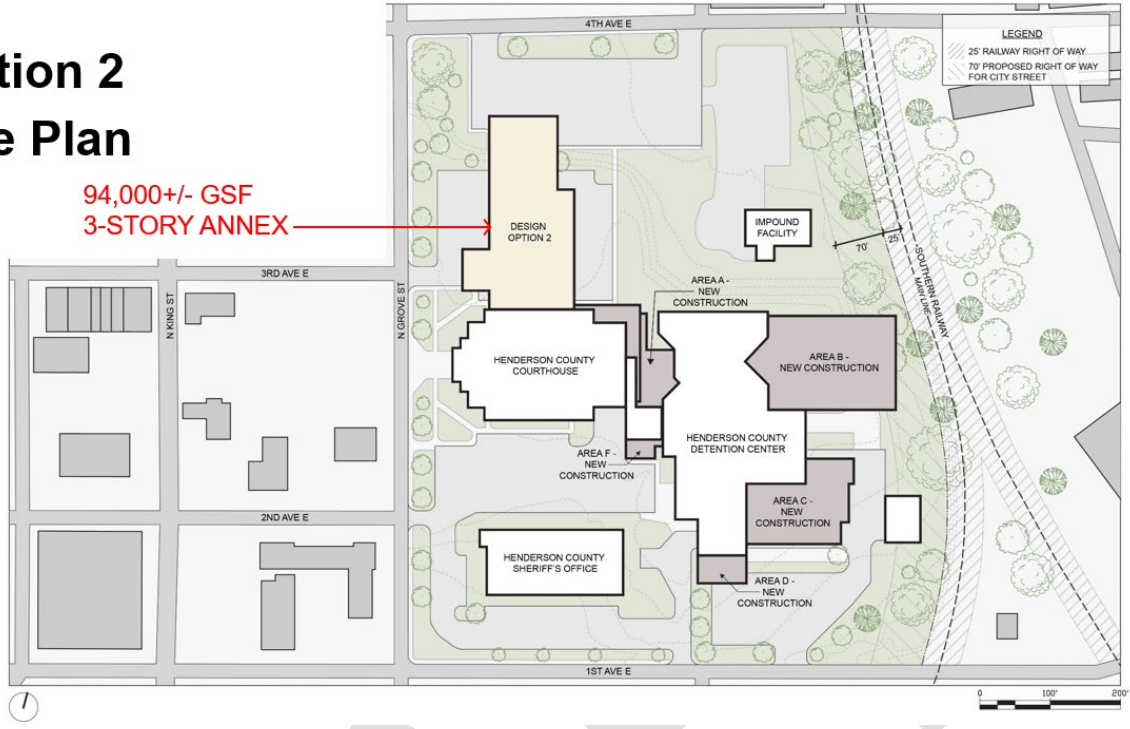 tion 2
e Plan
94,000+/- GSF
3-STORY ANNEX
4TH AVE E
LEGEND
25' RAILWAY RIGHT OF WAY
70' PROPOSED RIGHT OF WAY
FOR CITY STREET
DESIGN
OPTION 2
IMPOUND
FACILITY
70'
25'
SOUTHERN RAILWAY
MAIN LINE
3RD AVE E
N KING ST
N GROVE ST
AREA A -
NEW
CONSTRUCTION
HENDERSON COUNTY
COURTHOUSE
AREA B -
NEW CONSTRUCTION
HENDERSON COUNTY
DETENTION CENTER
AREA F -
NEW
CONSTRUCTION
AREA C -
NEW
CONSTRUCTION
2ND AVE E
HENDERSON COUNTY
SHERIFF'S OFFICE
AREA D -
NEW
CONSTRUCTION
1ST AVE E
0 100' 200'